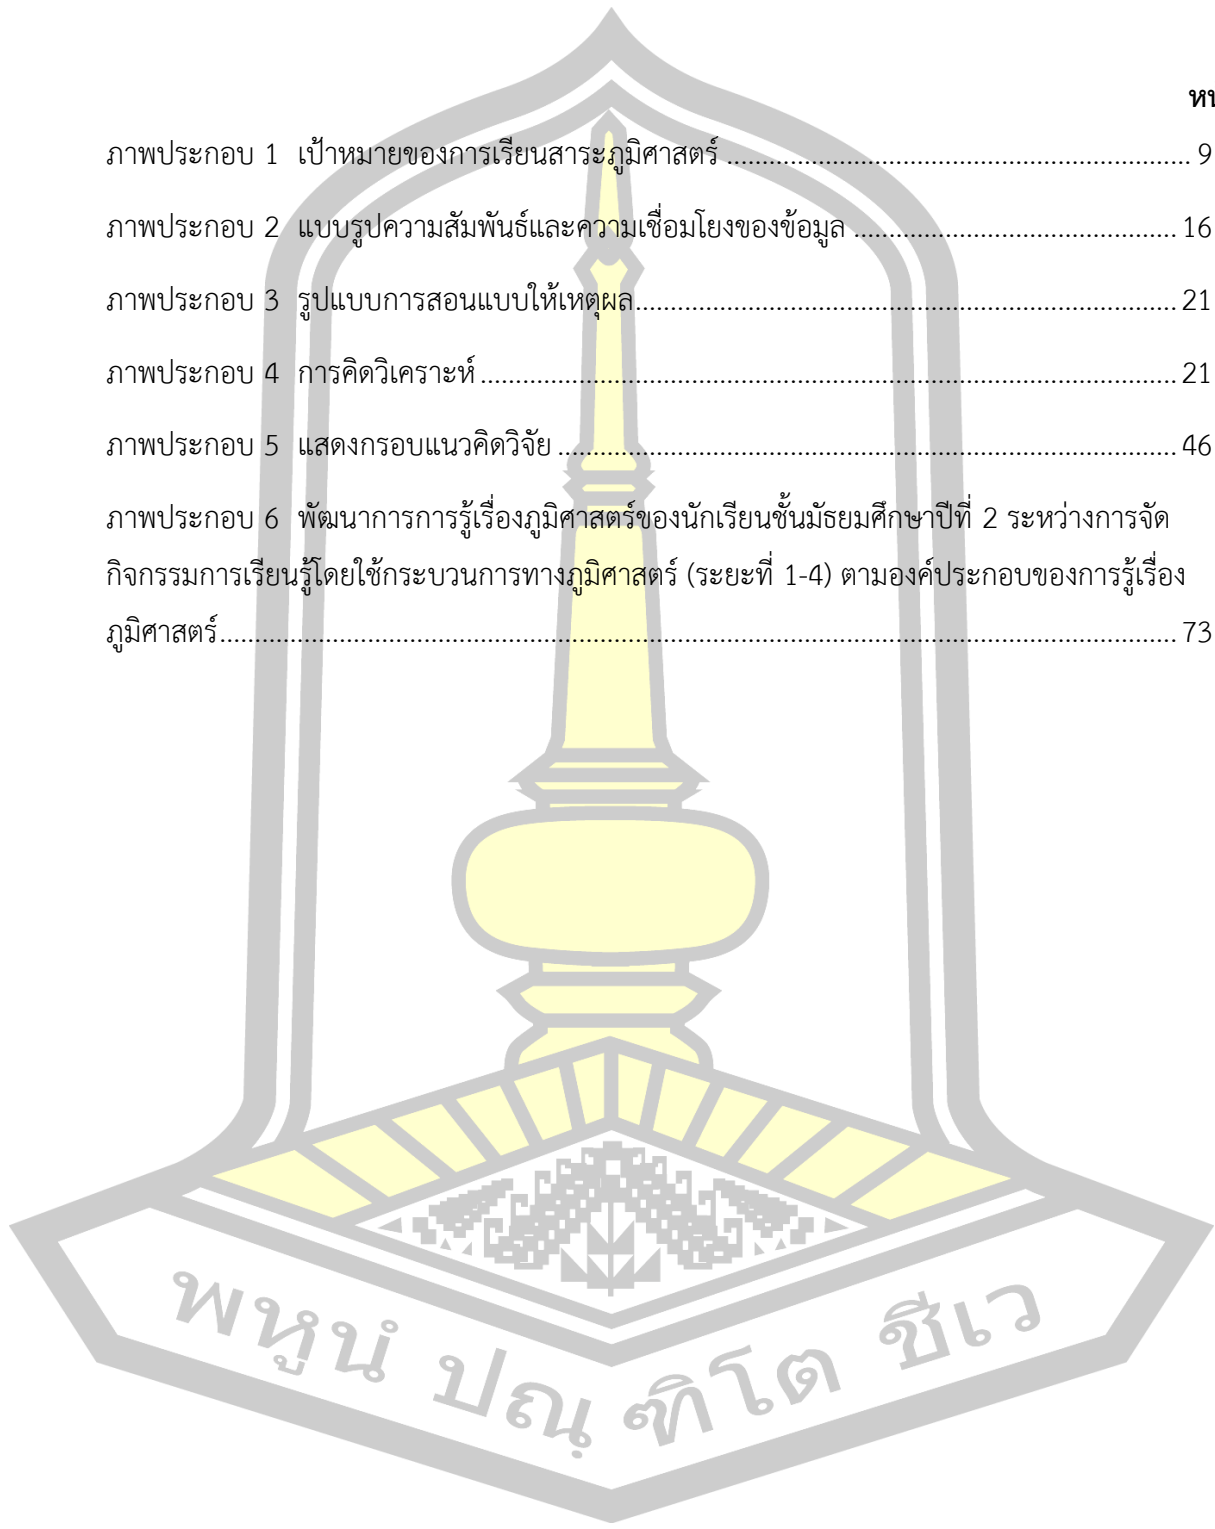 ภาพประกอบ 1 เป้าหมายของการเรียนสาระภูมิศาสตร์ ........................................................... 9
ภาพประกอบ 2 แบบรูปความสัมพันธ์และความเชื่อมโยงของข้อมูล ......................................... 16
ภาพประกอบ 3 รูปแบบการสอนแบบให้เหตุผล..................................................................... 21
ภาพประกอบ 4 การคิดวิเคราะห์ ......................................................................................... 21
ภาพประกอบ 5 แสดงกรอบแนวคิดวิจัย ............................................................................... 46
ภาพประกอบ 6 พัฒนาการการรู้เรื่องภูมิศาสตร์ของนักเรียนชั้นมัธยมศึกษาปีที่ 2 ระหว่างการจัด
กิจกรรมการเรียนรู้โดยใช้กระบวนการทางภูมิศาสตร์ (ระยะที่ 1-4) ตามองค์ประกอบของการรู้เรื่อง
ภูมิศาสตร์.......................................................................................................................... 73
พหูนํ ปณฺฑิโต ชีเว